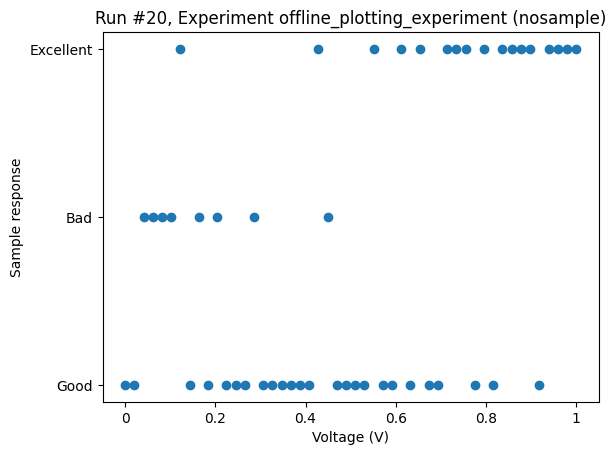 Run #20, Experiment offline_plotting_experiment (nosample)
Excellent
Bad
Good
Sample response
0
0.2
0.4
0.6
0.8
1
Voltage (V)